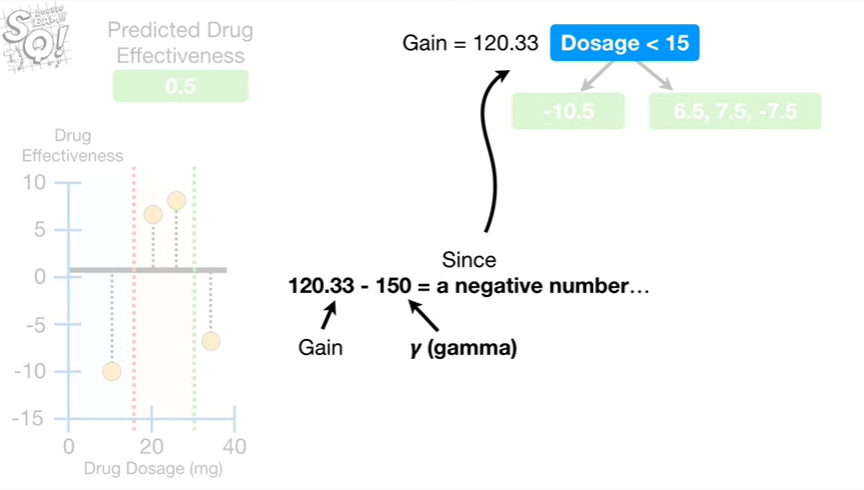 SQ!
Predicted Drug
Effectiveness
0.5
Gain = 120.33
Dosage < 15
-10.5
6.5, 7.5, -7.5
Drug
Effectiveness
10
5
0
-5
-10
-15
0
20
40
Drug Dosage (mg)
Since
120.33 - 150 = a negative number…
Gain
γ (gamma)